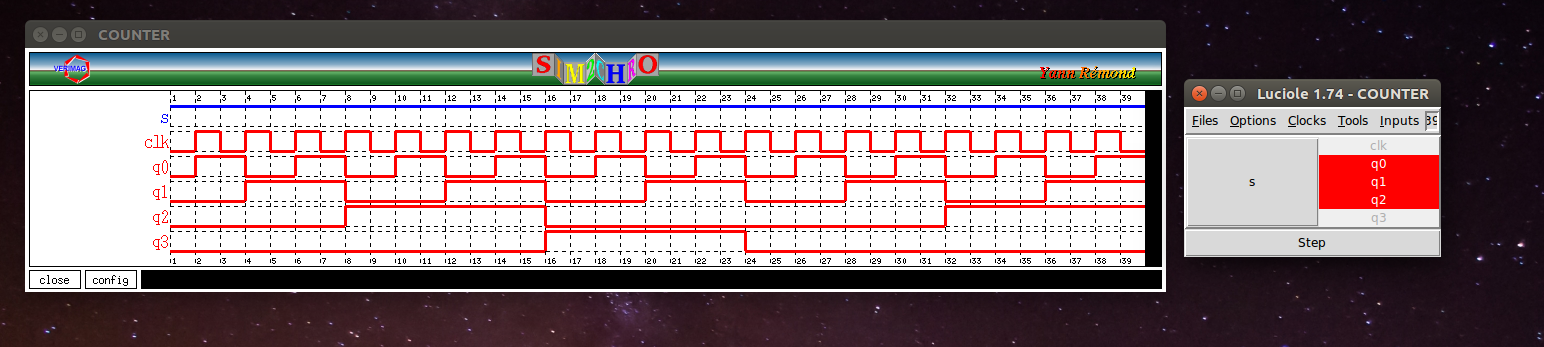 COUNTER
VERIMAG SIM2CHRO Yann Rémond
1 2 3 4 5 6 7 8 9 10 11 12 13 14 15 16 17 18 19 20 21 22 23 24 25 26 27 28 29 30 31 32 33 34 35 36 37 38 39
s
clk
q0
q1
q2
q3
1 2 3 4 5 6 7 8 9 10 11 12 13 14 15 16 17 18 19 20 21 22 23 24 25 26 27 28 29 30 31 32 33 34 35 36 37 38 39
close config
Luciole 1.74 - COUNTER
Files Options Clocks Tools Inputs 39
s
clk
q0
q1
q2
q3
Step